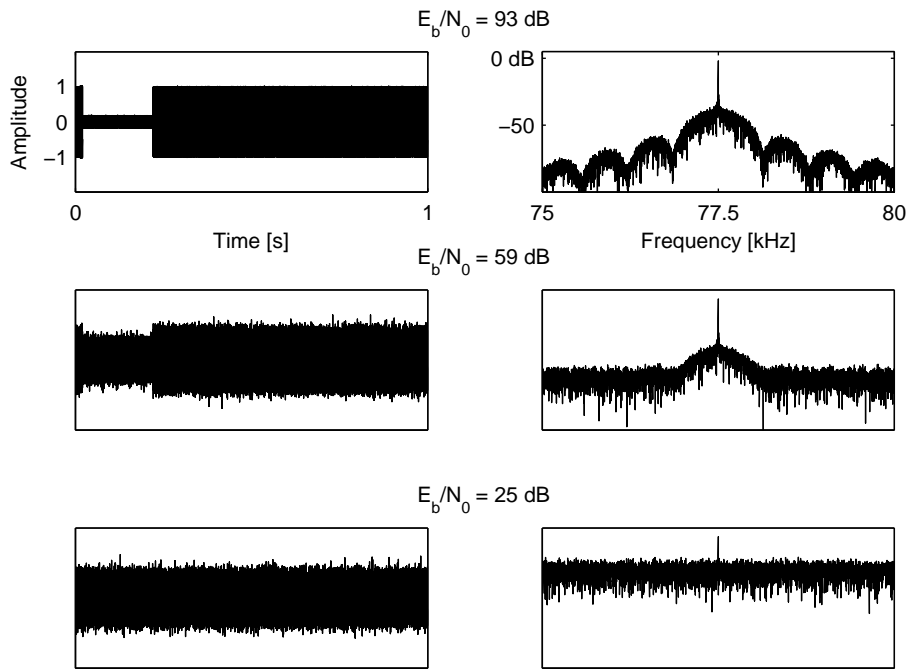 E_b/N_0 = 93 dB
Amplitude
1
0
−1
0
1
Time [s]
0 dB
−50
75
77.5
80
Frequency [kHz]
E_b/N_0 = 59 dB
E_b/N_0 = 25 dB